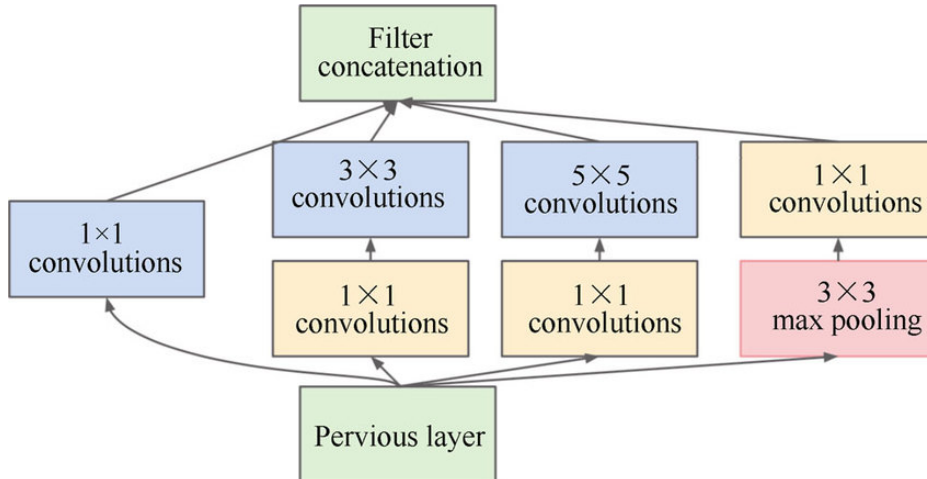 Filter
concatenation
3×3
convolutions
5×5
convolutions
1×1
convolutions
1×1
convolutions
1×1
convolutions
1×1
convolutions
3×3
max pooling
Pervious layer